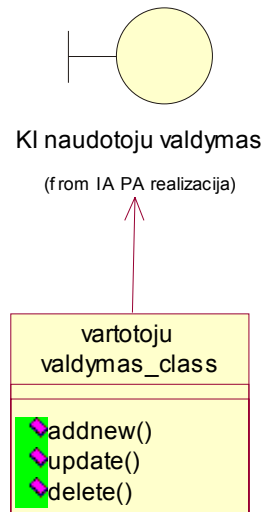 KI naudotoju valdymas
(from IA PA realizacija)
vartotoju
valdymas_class
addnew()
update()
delete()